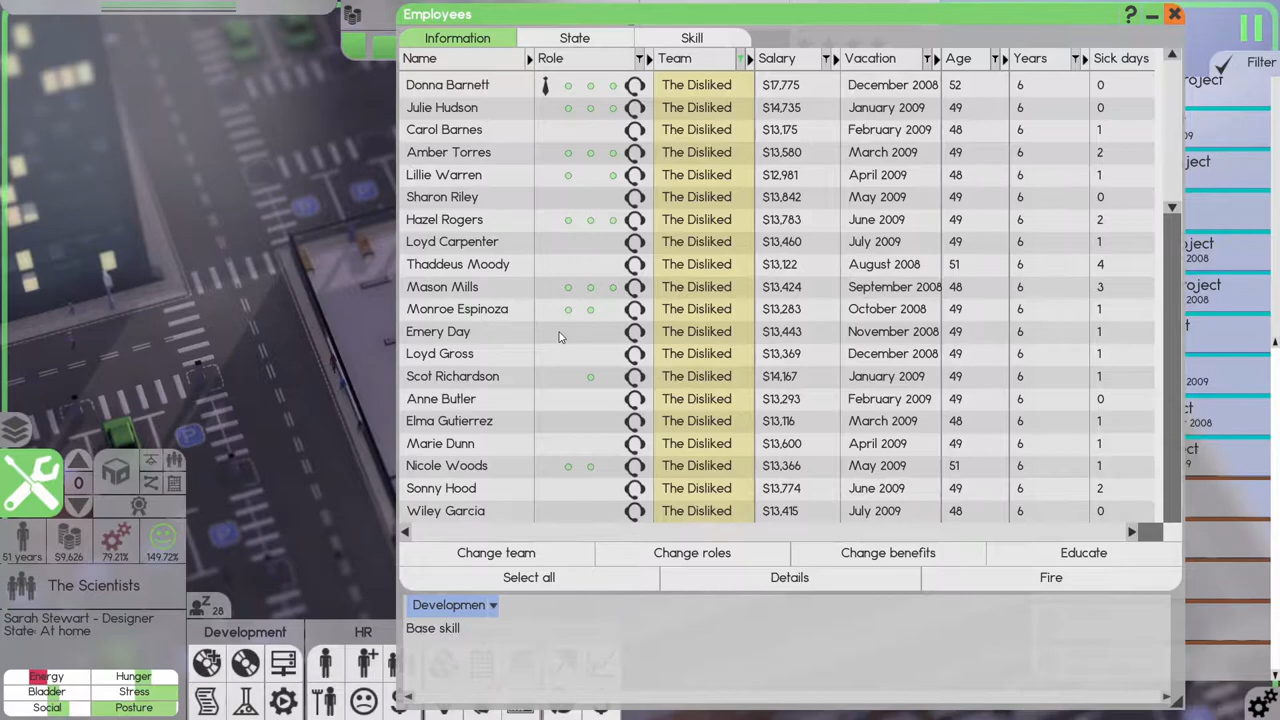 Employees
? _ X
Information State Skill
Name Role Team Salary Vacation Age Years Sick days
Donna Barnett The Disliked $17,775 December 2008 52 6 0
Julie Hudson The Disliked $14,735 January 2009 49 6 0
Carol Barnes The Disliked $13,175 February 2009 48 6 1
Amber Torres The Disliked $13,580 March 2009 49 6 2
Lillie Warren The Disliked $12,981 April 2009 48 6 1
Sharon Riley The Disliked $13,842 May 2009 49 6 0
Hazel Rogers The Disliked $13,783 June 2009 49 6 2
Loyd Carpenter The Disliked $13,460 July 2009 49 6 1
Thaddeus Moody The Disliked $13,122 August 2008 51 6 4
Mason Mills The Disliked $13,424 September 2008 48 6 3
Monroe Espinoza The Disliked $13,283 October 2008 49 6 1
Emery Day The Disliked $13,443 November 2008 49 6 1
Loyd Gross The Disliked $13,369 December 2008 49 6 1
Scot Richardson The Disliked $14,167 January 2009 49 6 1
Anne Butler The Disliked $13,293 February 2009 49 6 0
Elma Gutierrez The Disliked $13,116 March 2009 48 6 1
Marie Dunn The Disliked $13,600 April 2009 49 6 1
Nicole Woods The Disliked $13,366 May 2009 51 6 1
Sonny Hood The Disliked $13,774 June 2009 49 6 2
Wiley Garcia The Disliked $13,415 July 2009 48 6 0
Change team Change roles Change benefits Educate
Select all Details Fire
Developmen
Base skill
Filter
0
51 years $9,626 79.21% 149.72%
The Scientists
Sarah Stewart - Designer
State: At home
Z 28
Energy Hunger
Bladder Stress
Social Posture
Development HR